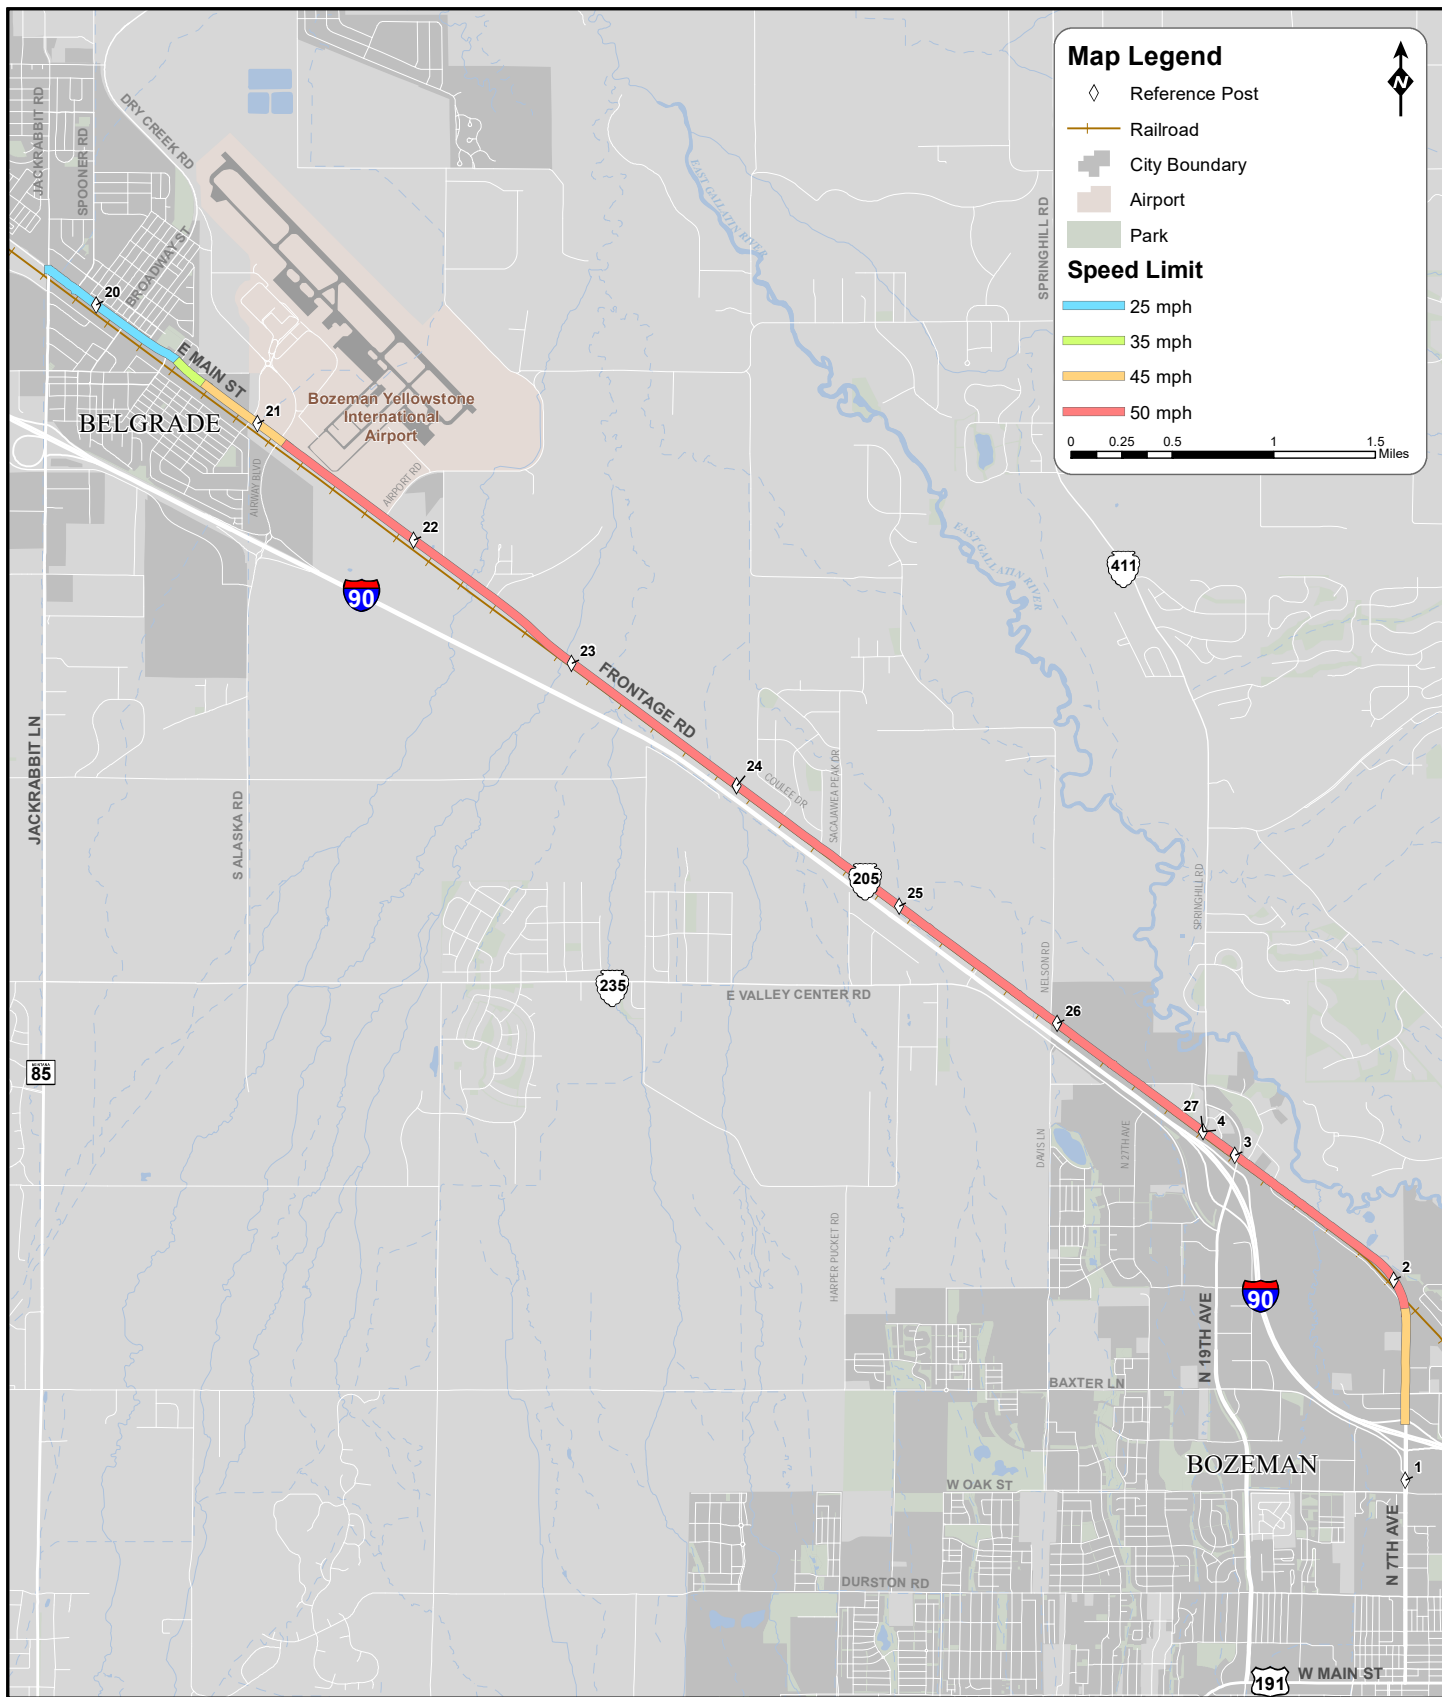 Map Legend
N
Reference Post
Railroad
City Boundary
Airport
Park
Speed Limit
25 mph
35 mph
45 mph
50 mph
0 0.25 0.5 1 1.5
Miles
JACKRABBIT RD
SPOONER RD
DRY CREEK RD
BROADWAY ST
EAST GALLATIN RIVER
SPRINGHILL RD
20
E MAIN ST
21
BELGRADE
Bozeman Yellowstone
International
Airport
AIRWAY BLVD
AIRPORT RD
22
90
EAST GALLATIN RIVER
411
23
FRONTAGE RD
JACKRABBIT LN
S ALASKA RD
24
COULEE DR
SACAJAWEA PEAK DR
205
25
SPRINGHILL RD
NELSON RD
235
E VALLEY CENTER RD
26
MONTANA
85
27
4
3
DAVIS LN
N 27TH AVE
HARPER PUCKET RD
2
90
N 19TH AVE
BAXTER LN
BOZEMAN
1
W OAK ST
N 7TH AVE
DURSTON RD
191
W MAIN ST